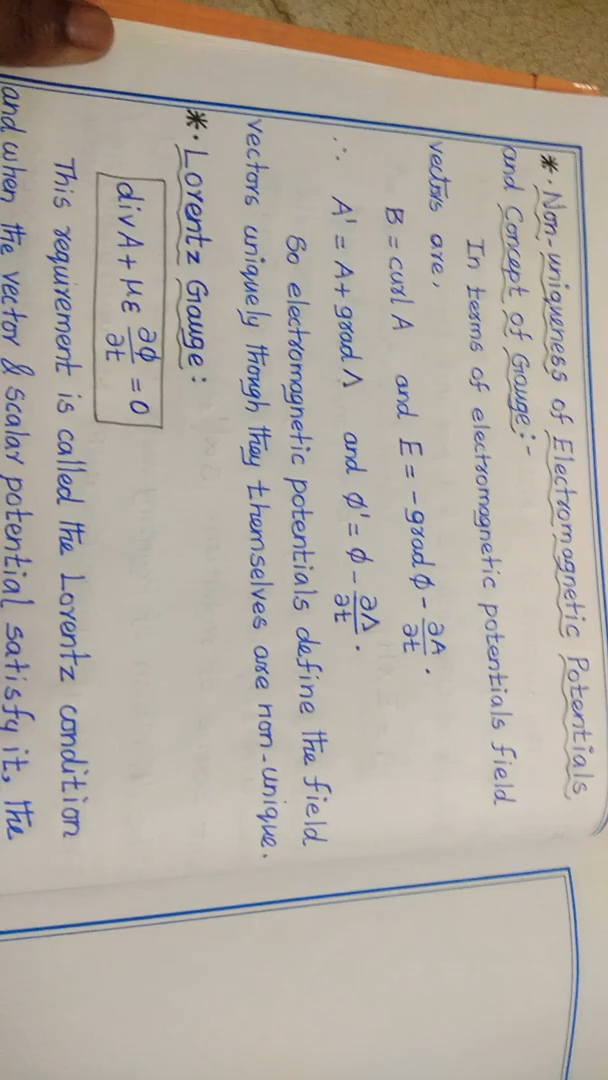 *. Non-uniqueness of Electromagnetic Potentials
and Concept of Gauge:-
In terms of electromagnetic potentials field
vectors are,
B = curl A and E = -grad ϕ - ∂A/∂t.
∴ A' = A + grad Λ and ϕ' = ϕ - ∂Λ/∂t.
So electromagnetic potentials define the field
vectors uniquely though they themselves are non-unique.
*. Lorentz Gauge:
div A + με ∂ϕ/∂t = 0
This requirement is called the Lorentz condition
and when the vector & scalar potential satisfy it, the